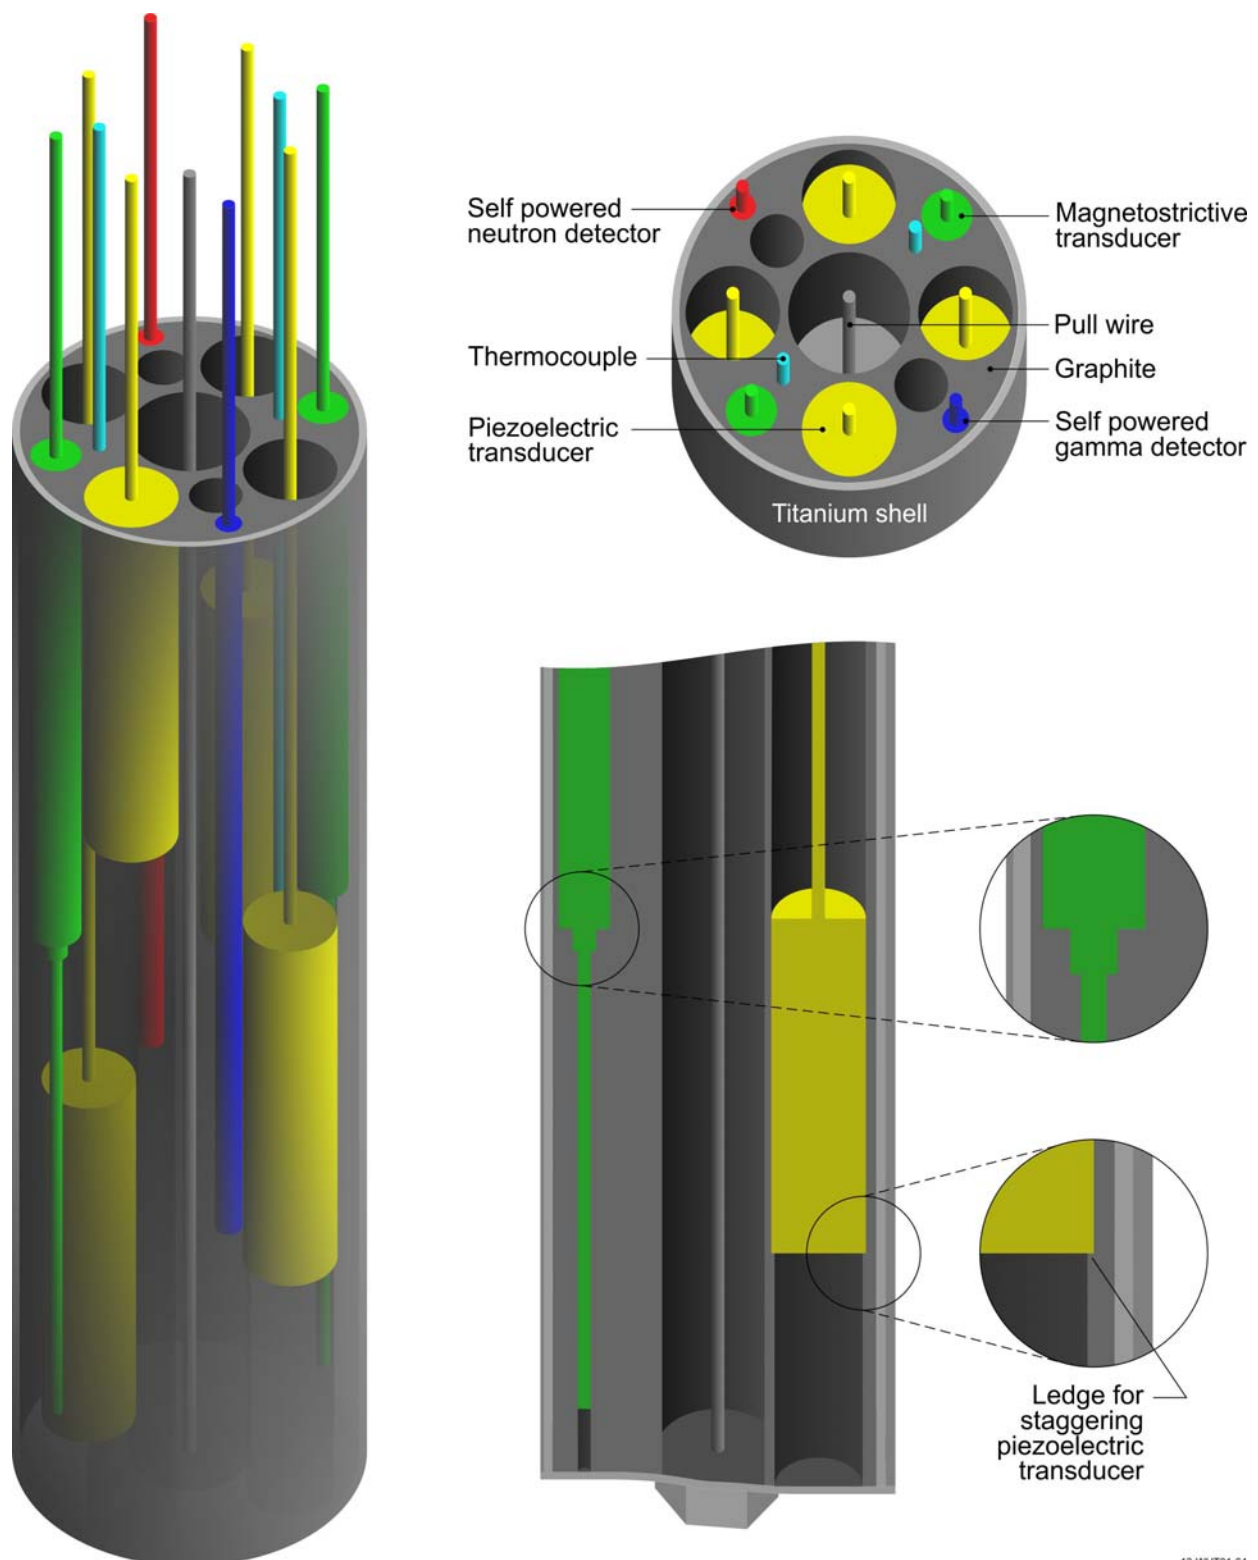 Self powered
neutron detector
Magnetostrictive
transducer
Pull wire
Thermocouple
Graphite
Piezoelectric
transducer
Self powered
gamma detector
Titanium shell
Ledge for
staggering
piezoelectric
transducer